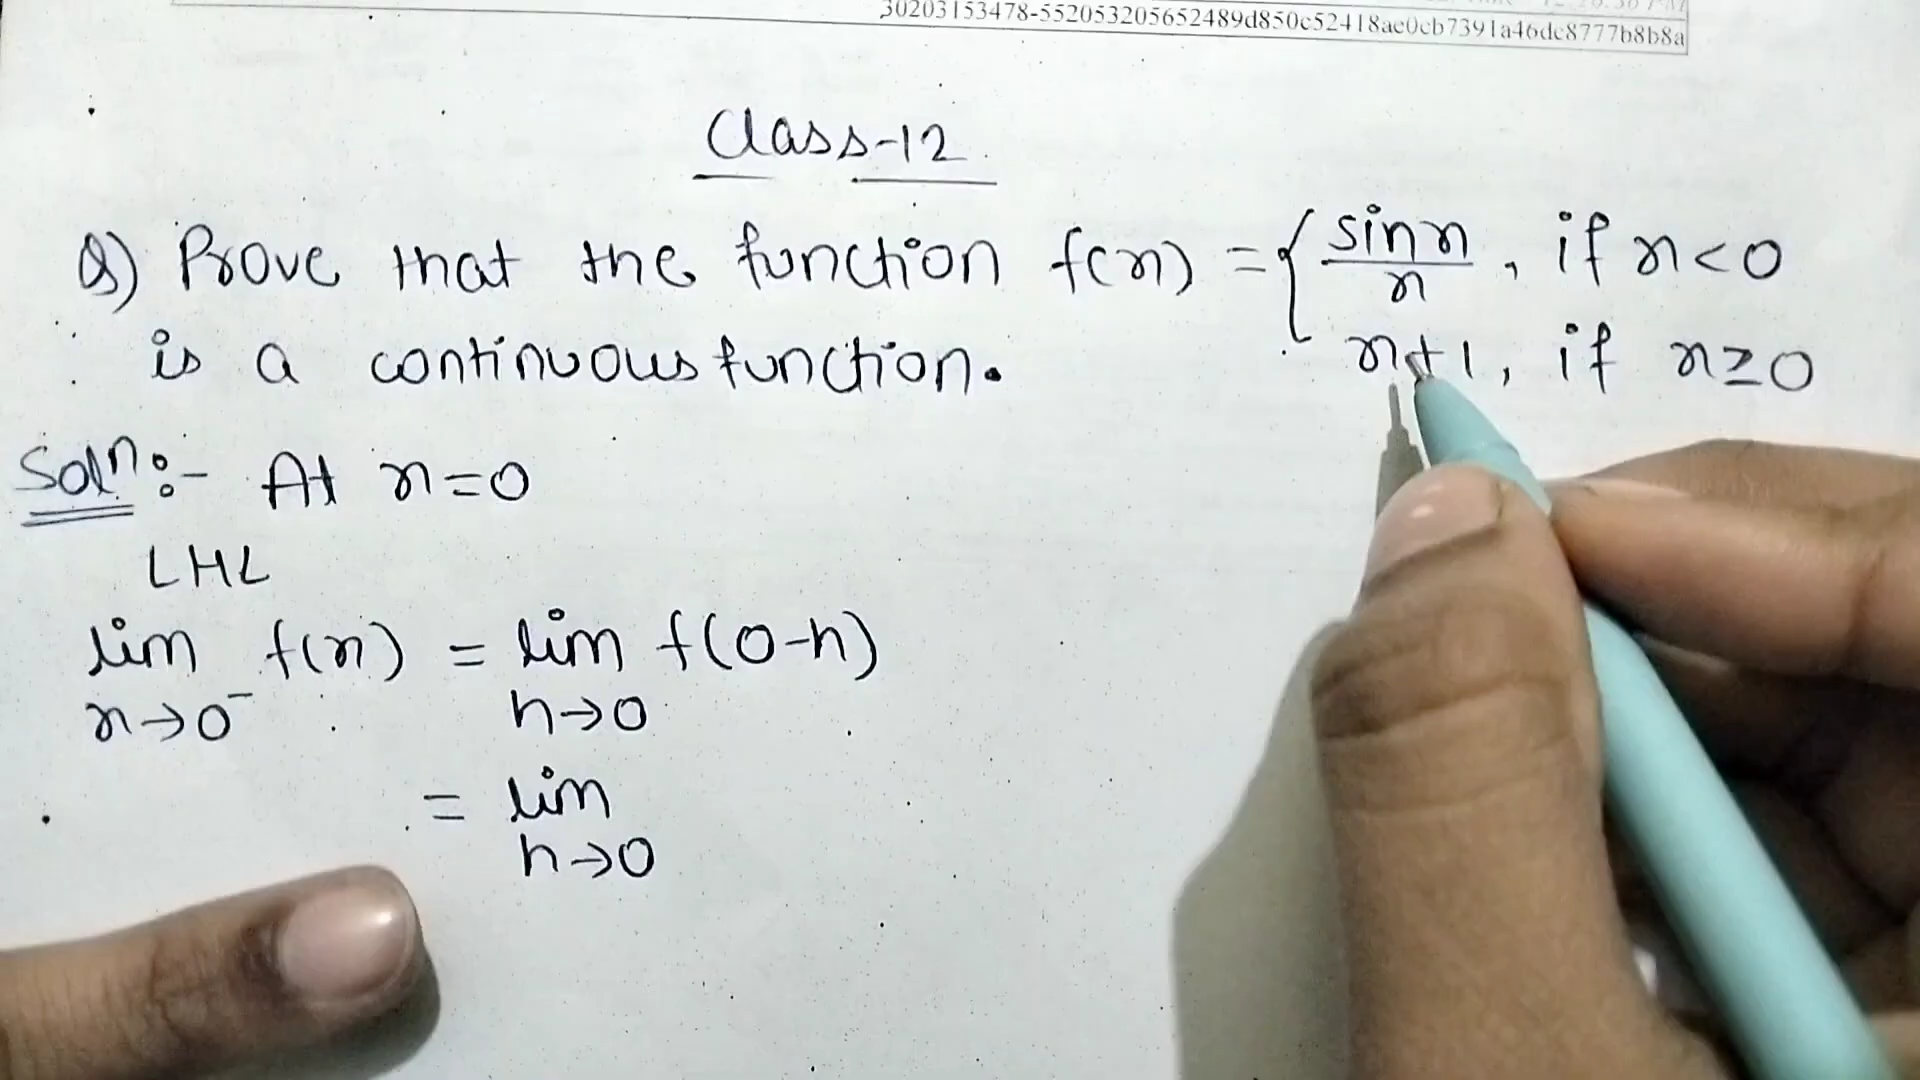 30203153478-552053205652489d850c52418ae0cb7391a46dc8777b8b8a
Class-12
Q) Prove that the function f(x) = { sin x / x , if x < 0
is a continuous function. x+1, if x ≥ 0
Soln:- At x = 0
LHL
lim f(x) = lim f(0-h)
x→0⁻ h→0
= lim
h→0